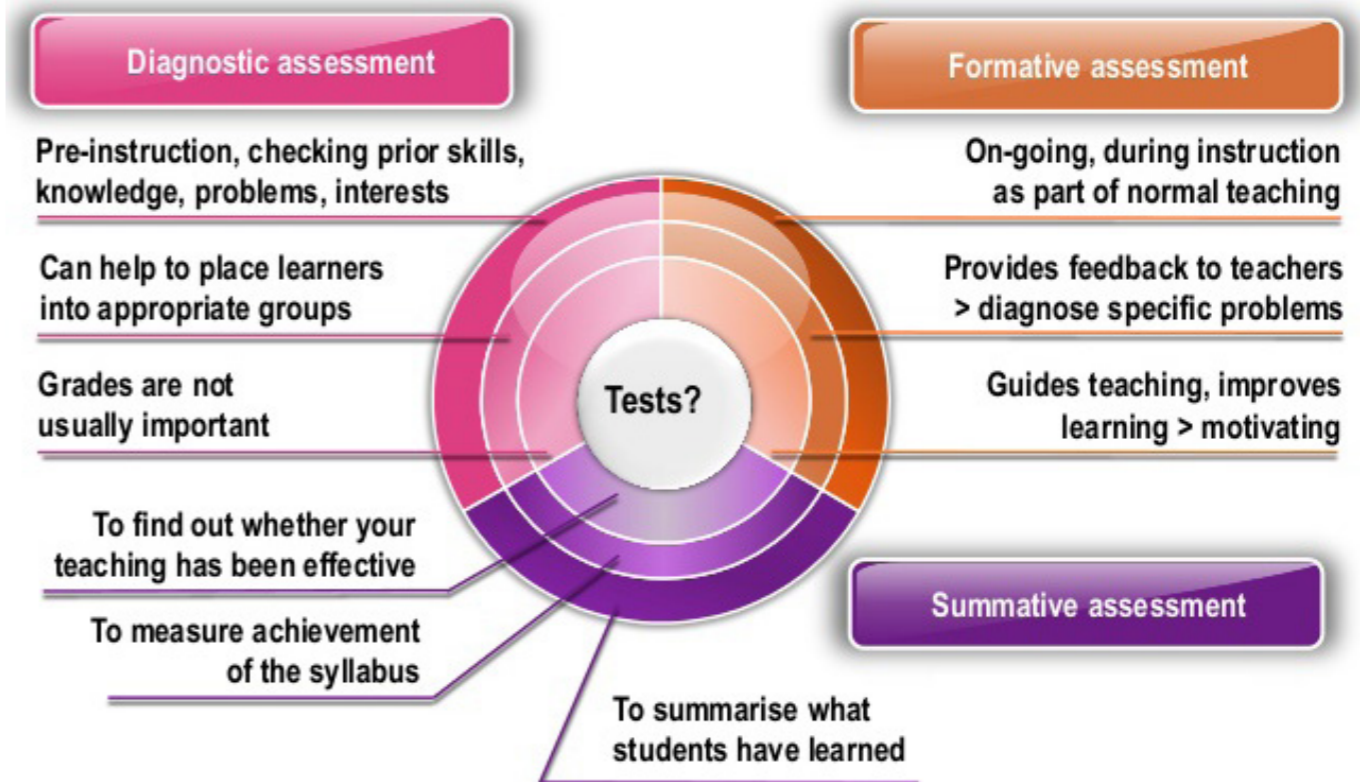 Diagnostic assessment
Pre-instruction, checking prior skills,
knowledge, problems, interests
Can help to place learners
into appropriate groups
Grades are not
usually important
Formative assessment
On-going, during instruction
as part of normal teaching
Provides feedback to teachers
> diagnose specific problems
Guides teaching, improves
learning > motivating
Tests?
To find out whether your
teaching has been effective
To measure achievement
of the syllabus
To summarise what
students have learned
Summative assessment